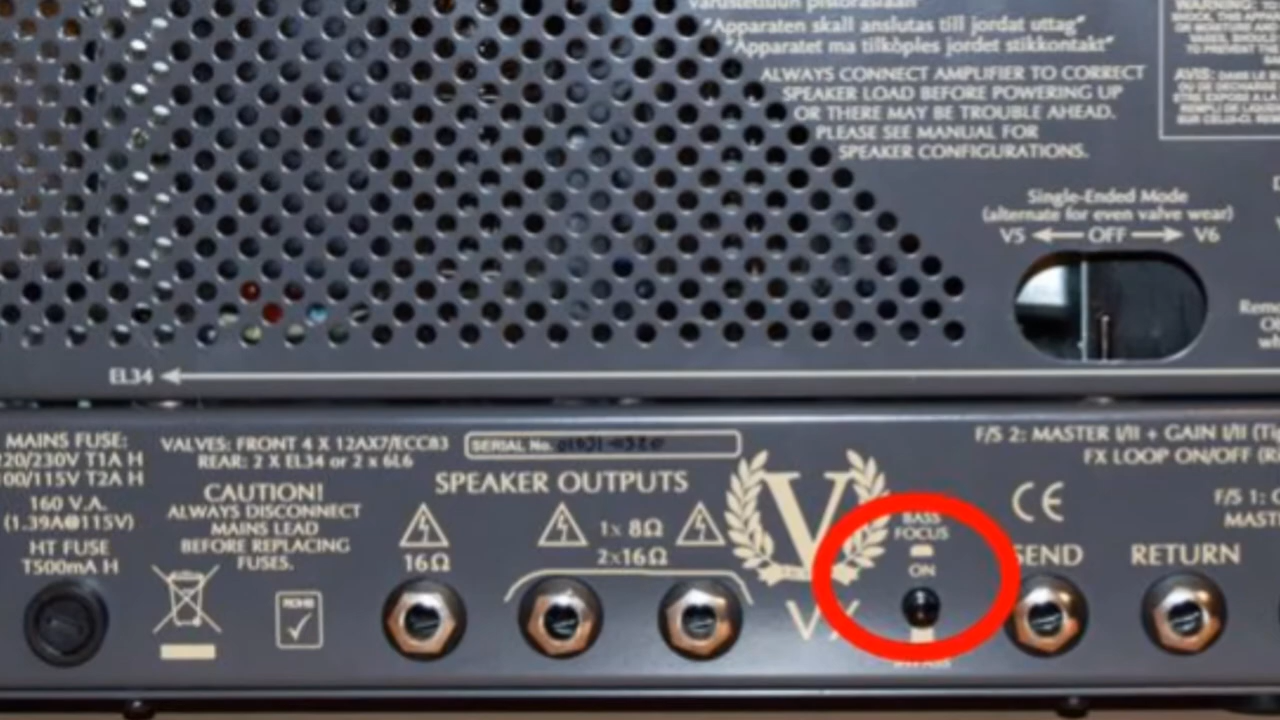 "Apparaten skall anslutas till jordat uttag"
"Apparatet ma tilköples jordet stikkontakt"
ALWAYS CONNECT AMPLIFIER TO CORRECT
SPEAKER LOAD BEFORE POWERING UP
OR THERE MAY BE TROUBLE AHEAD.
PLEASE SEE MANUAL FOR
SPEAKER CONFIGURATIONS.
WARNING:
AVIS:
Single-Ended Mode
(alternate for even valve wear)
V5 OFF V6
EL34
MAINS FUSE:
220/230V T1A H
100/115V T2A H
160 V.A.
(1.39A@115V)
HT FUSE
T500mA H
VALVES: FRONT 4 X 12AX7/ECC83
REAR: 2 X EL34 or 2 x 6L6
CAUTION!
ALWAYS DISCONNECT
MAINS LEAD
BEFORE REPLACING
FUSES.
ROHS
SERIAL No.
SPEAKER OUTPUTS
16Ω
1x 8Ω
2x16Ω
V
BASS
FOCUS
ON
BYPASS
F/S 2: MASTER I/II + GAIN I/II
FX LOOP ON/OFF
CE
F/S 1:
SEND
RETURN